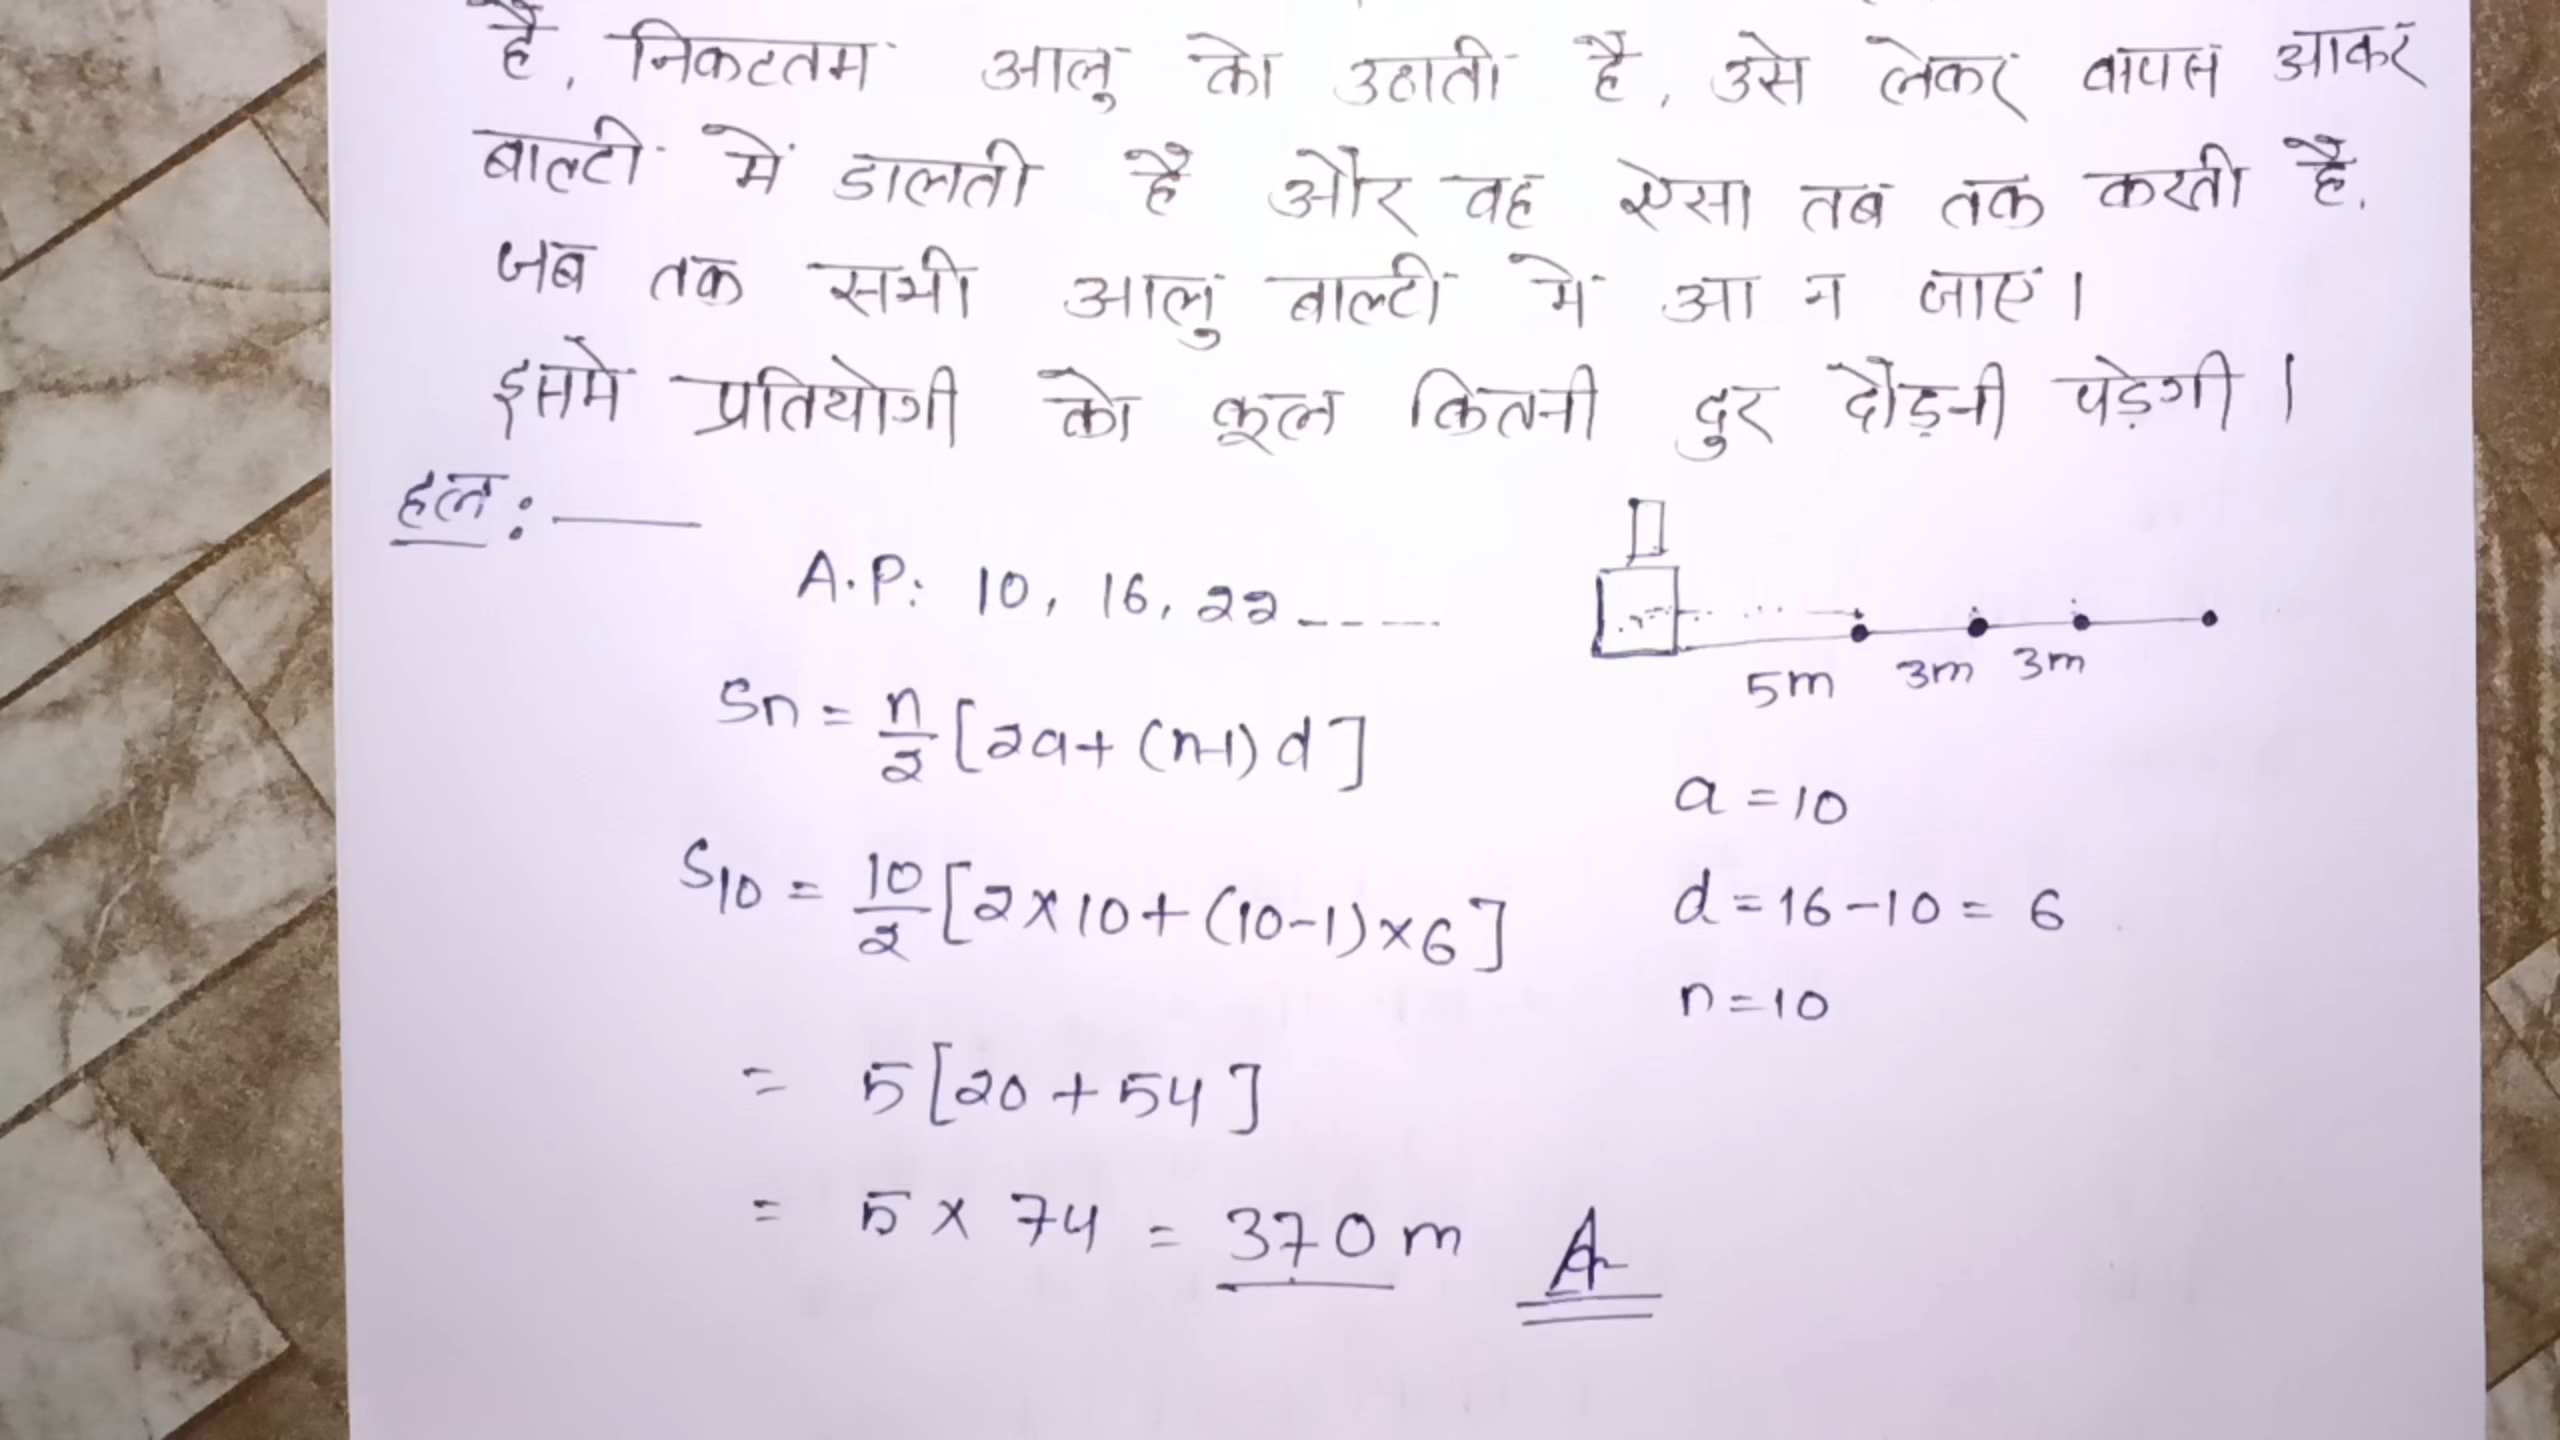 है, निकटतम आलु को उठाती है, उसे लेकर वापस आकर
बाल्टी में डालती है और वह ऐसा तब तक करती है,
जब तक सभी आलु बाल्टी में आ न जाए।
इसमे प्रतियोगी को कूल कितनी दुर दौड़नी पड़ेगी।
हल:—
A.P: 10, 16, 22 -----
5m 3m 3m
Sn = n/2 [2a+(n-1)d]
a = 10
S10 = 10/2 [2×10+(10-1)×6]
d = 16-10 = 6
n = 10
= 5[20+54]
= 5 × 74 = 370 m A